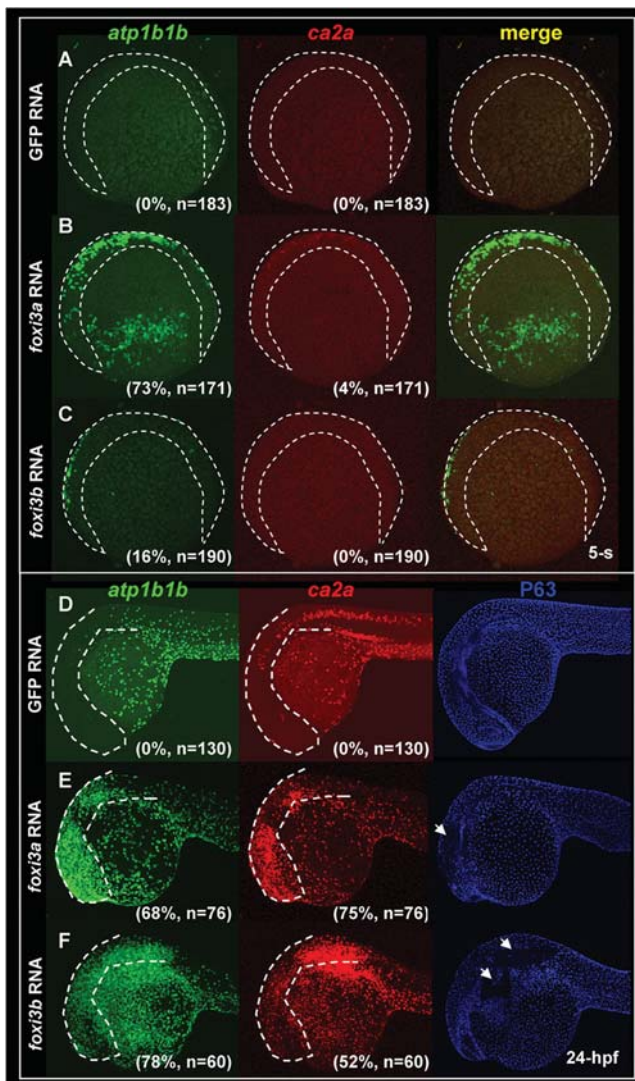 atp1b1b ca2a merge
A
GFP RNA
(0%, n=183) (0%, n=183)
B
foxi3a RNA
(73%, n=171) (4%, n=171)
C
foxi3b RNA
(16%, n=190) (0%, n=190) 5-s
atp1b1b ca2a P63
D
GFP RNA
(0%, n=130) (0%, n=130)
E
foxi3a RNA
(68%, n=76) (75%, n=76)
F
foxi3b RNA
(78%, n=60) (52%, n=60) 24-hpf